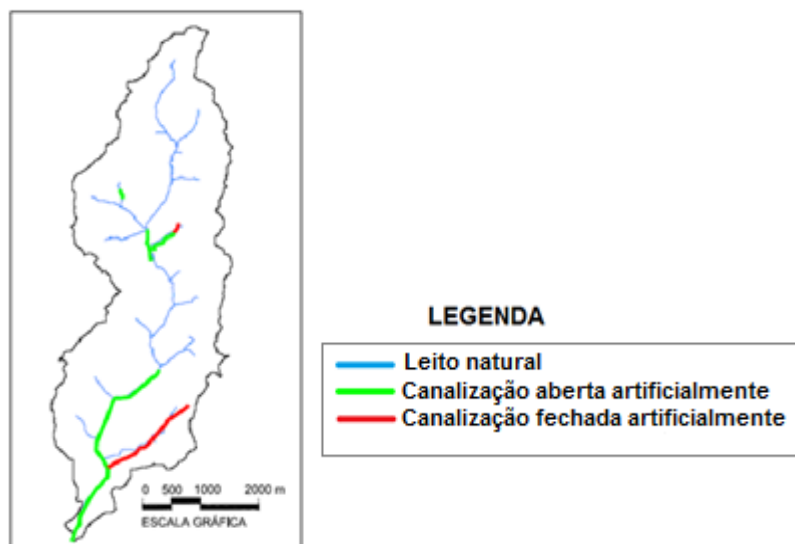 LEGENDA
Leito natural
Canalização aberta artificialmente
Canalização fechada artificialmente
0 500 1000 2000 m
ESCALA GRÁFICA